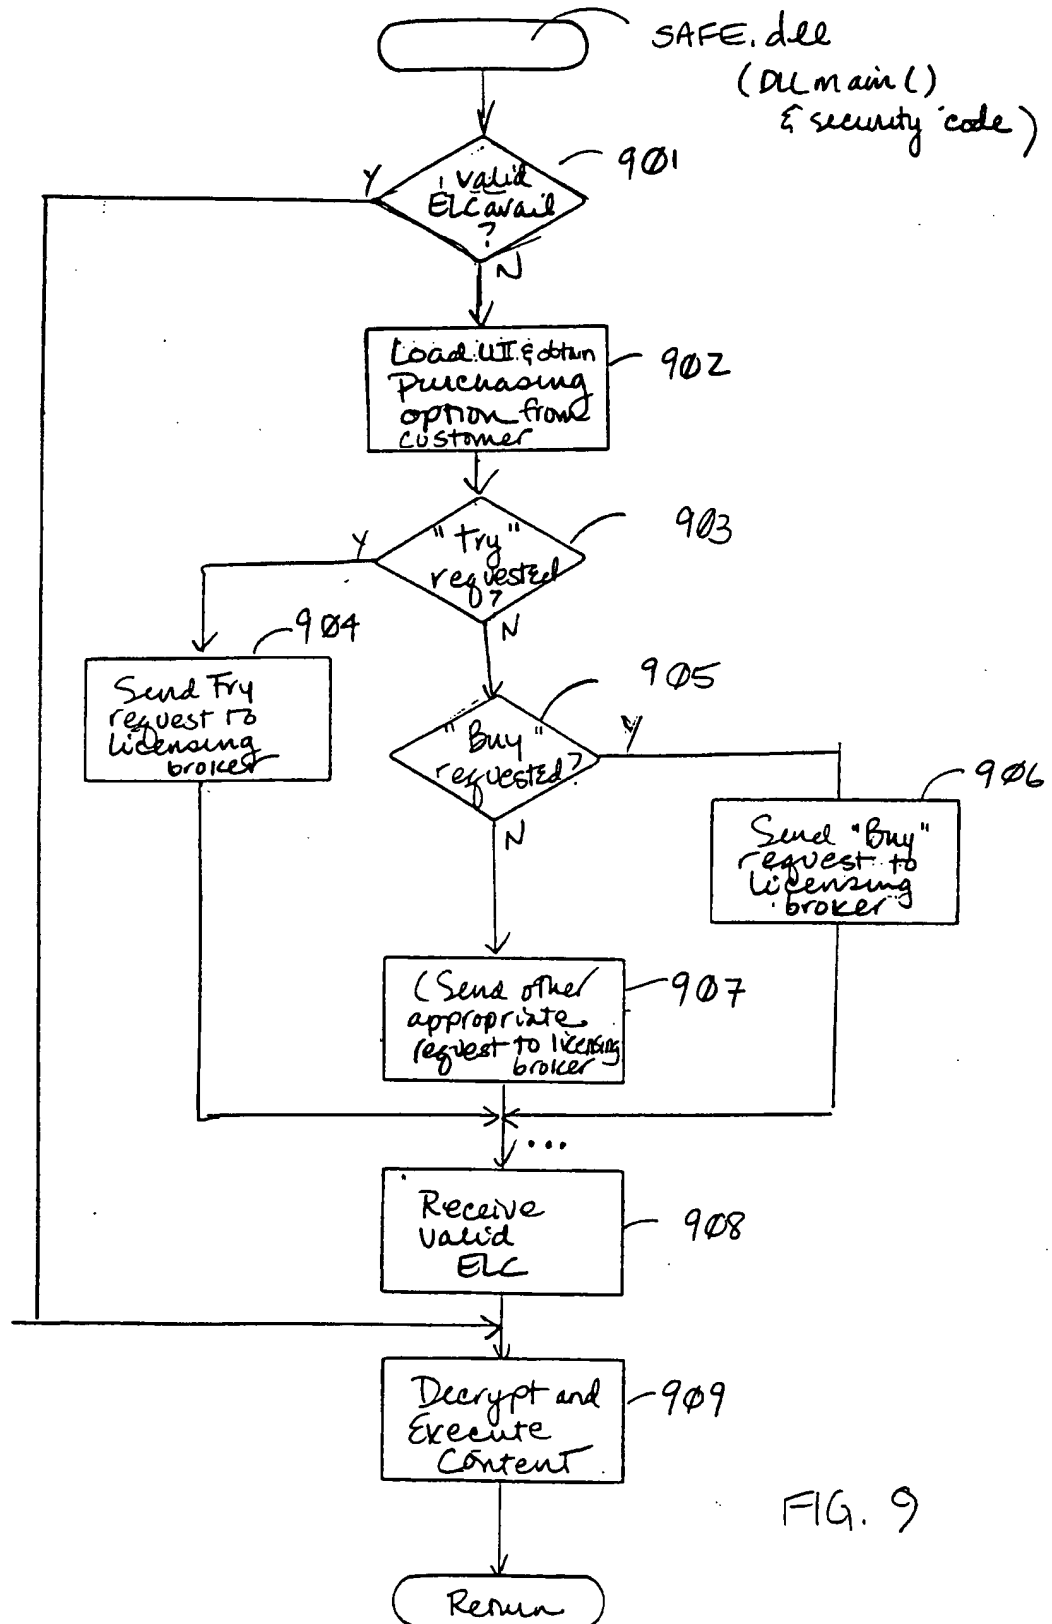 SAFE.dll
(DLLmain()
& security code)
901
Y
valid
ELC avail
?
N
Load UI & obtain
purchasing
option from
customer
902
"Try"
requested
?
903
Y
N
904
Send Try
request to
licensing
broker
905
"Buy"
requested?
Y
N
906
Send "Buy"
request to
licensing
broker
(Send other
appropriate
request to licensing
broker
907
...
Receive
valid
ELC
908
Decrypt and
Execute
Content
909
FIG. 9
Return